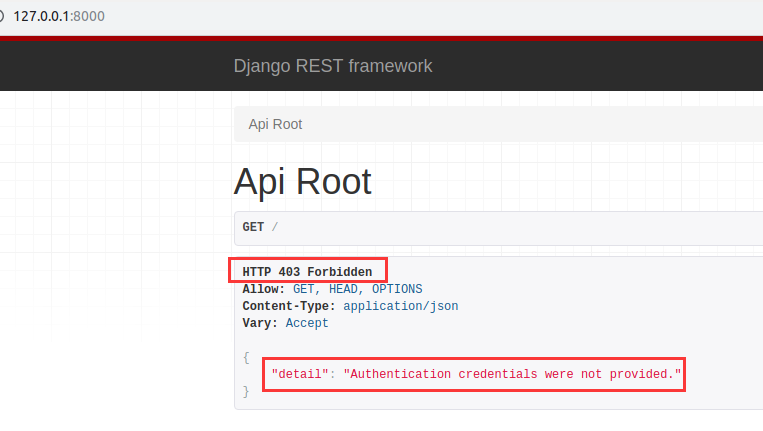 127.0.0.1:8000
Django REST framework
Api Root
Api Root
GET /
HTTP 403 Forbidden
Allow: GET, HEAD, OPTIONS
Content-Type: application/json
Vary: Accept
{
"detail": "Authentication credentials were not provided."
}